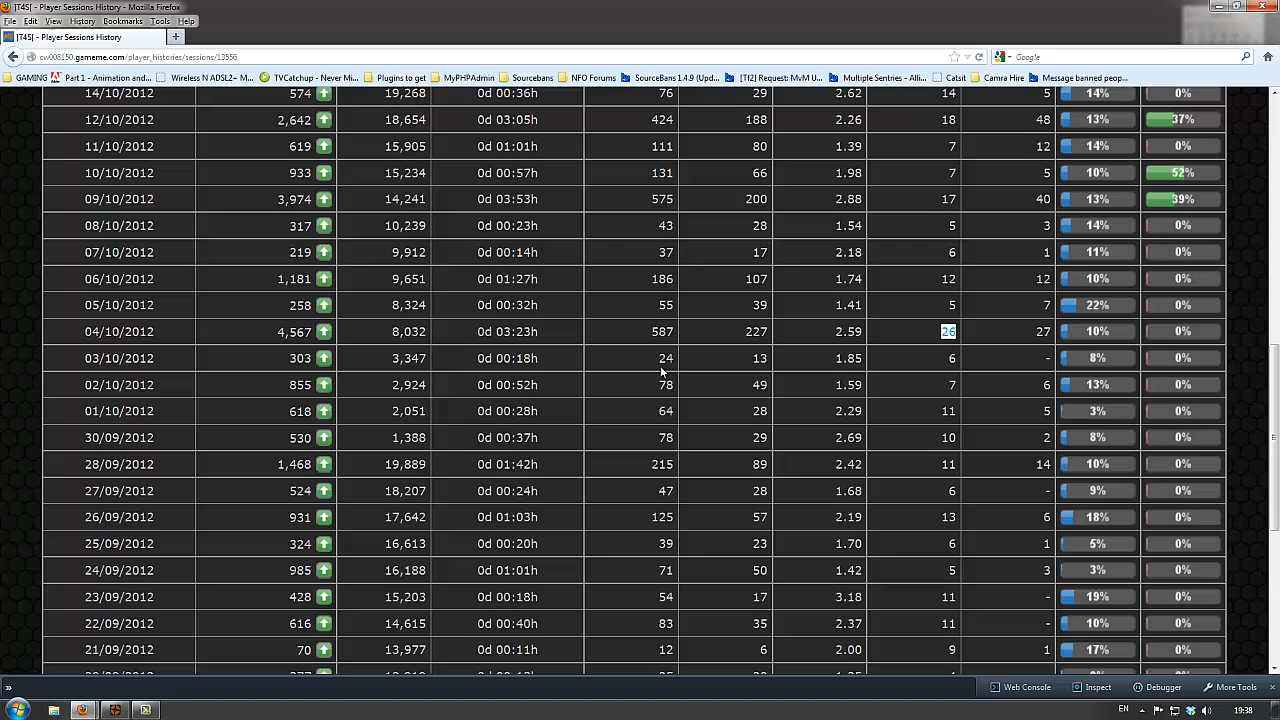 ]T4S[ - Player Sessions History - Mozilla Firefox
File Edit View History Bookmarks Tools Help
]T4S[ - Player Sessions History
cw008150.gameme.com/player_histories/sessions/13556 Google
GAMING Part 1 - Animation and... Wireless N ADSL2+ M... TVCatchup - Never Mi... Plugins to get MyPHPAdmin Sourcebans NFO Forums SourceBans 1.4.9 (Upd... [Tf2] Request: MvM U... Multiple Sentries - Alli... Catsit Camra Hire Message banned peop...
14/10/2012 574 19,268 0d 00:36h 76 29 2.62 14 5 14% 0%
12/10/2012 2,642 18,654 0d 03:05h 424 188 2.26 18 48 13% 37%
11/10/2012 619 15,905 0d 01:01h 111 80 1.39 7 12 14% 0%
10/10/2012 933 15,234 0d 00:57h 131 66 1.98 7 5 10% 52%
09/10/2012 3,974 14,241 0d 03:53h 575 200 2.88 17 40 13% 39%
08/10/2012 317 10,239 0d 00:23h 43 28 1.54 5 3 14% 0%
07/10/2012 219 9,912 0d 00:14h 37 17 2.18 6 1 11% 0%
06/10/2012 1,181 9,651 0d 01:27h 186 107 1.74 12 12 10% 0%
05/10/2012 258 8,324 0d 00:32h 55 39 1.41 5 7 22% 0%
04/10/2012 4,567 8,032 0d 03:23h 587 227 2.59 26 27 10% 0%
03/10/2012 303 3,347 0d 00:18h 24 13 1.85 6 - 8% 0%
02/10/2012 855 2,924 0d 00:52h 78 49 1.59 7 6 13% 0%
01/10/2012 618 2,051 0d 00:28h 64 28 2.29 11 5 3% 0%
30/09/2012 530 1,388 0d 00:37h 78 29 2.69 10 2 8% 0%
28/09/2012 1,468 19,889 0d 01:42h 215 89 2.42 11 14 10% 0%
27/09/2012 524 18,207 0d 00:24h 47 28 1.68 6 - 9% 0%
26/09/2012 931 17,642 0d 01:03h 125 57 2.19 13 6 18% 0%
25/09/2012 324 16,613 0d 00:20h 39 23 1.70 6 1 5% 0%
24/09/2012 985 16,188 0d 01:01h 71 50 1.42 5 3 3% 0%
23/09/2012 428 15,203 0d 00:18h 54 17 3.18 11 - 19% 0%
22/09/2012 616 14,615 0d 00:40h 83 35 2.37 11 - 10% 0%
21/09/2012 70 13,977 0d 00:11h 12 6 2.00 9 1 17% 0%
» Web Console Inspect Debugger More Tools
EN 19:38